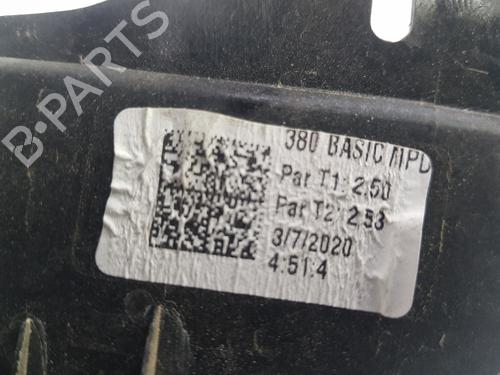 380 BASIC MPD
Par T1: 2.50
Par T2: 2.53
3/7/2020
4:51:4
B-PARTS